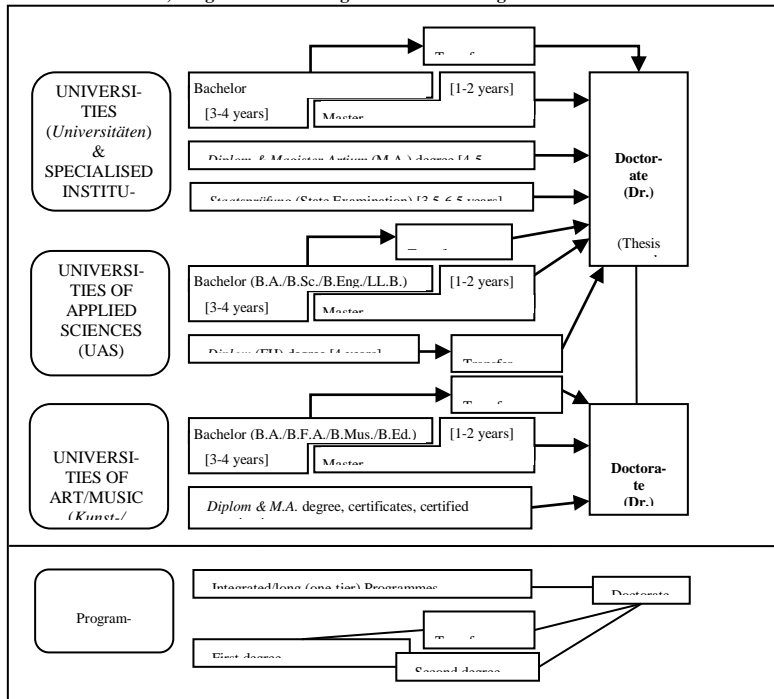 UNIVERSI-
TIES
(Universitäten)
&
SPECIALISED
INSTITU-
Bachelor
[3-4 years]
[1-2 years]
Master
Diplom & Magister Artium (M.A.) degree [4-5
Staatsprüfung (State Examination) [3.5-6.5 years]
Doctor-
ate
(Dr.)
(Thesis
UNIVERSI-
TIES OF
APPLIED
SCIENCES
(UAS)
Bachelor (B.A./B.Sc./B.Eng./LL.B.)
[3-4 years]
[1-2 years]
Master
Diplom (FH) degree [4 years]
Transfer
UNIVERSI-
TIES OF
ART/MUSIC
(Kunst-/
Bachelor (B.A./B.F.A./B.Mus./B.Ed.)
[3-4 years]
[1-2 years]
Master
Diplom & M.A. degree, certificates, certified
Doctora-
te
(Dr.)
Program-
Integrated/long (one-tier) Programmes
Doctorate
First degree
Second degree